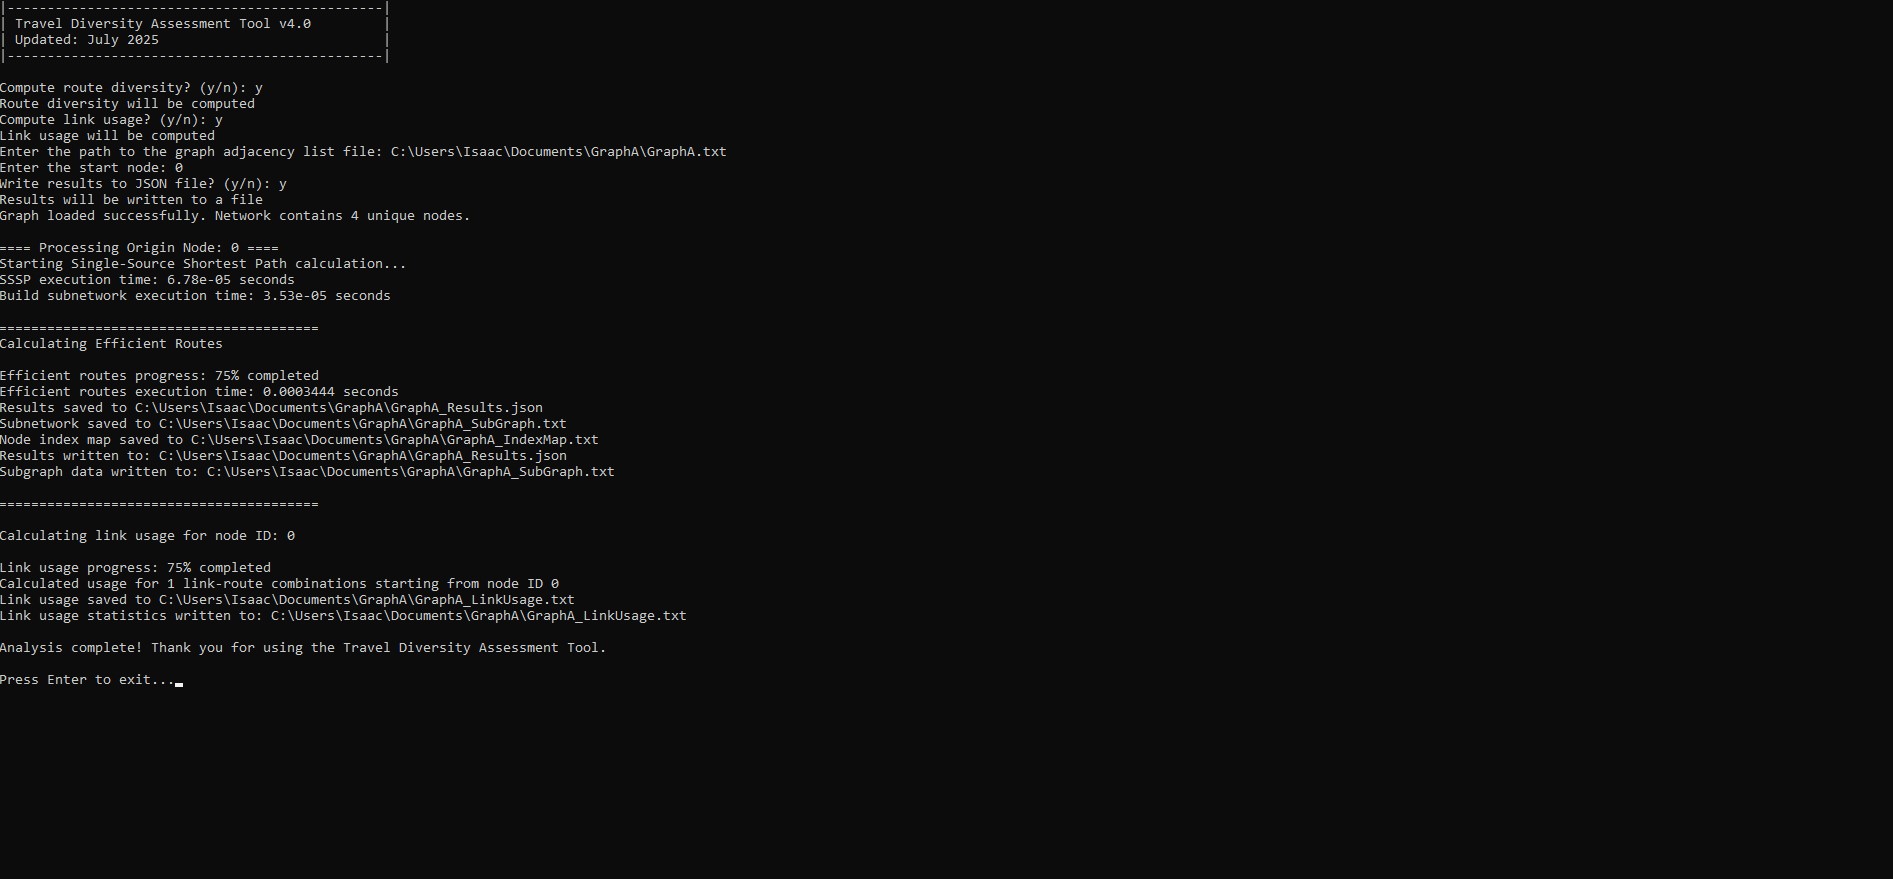 |-----------------------------------------------|
| Travel Diversity Assessment Tool v4.0         |
| Updated: July 2025                            |
|-----------------------------------------------|
Compute route diversity? (y/n): y
Route diversity will be computed
Compute link usage? (y/n): y
Link usage will be computed
Enter the path to the graph adjacency list file: C:\Users\Isaac\Documents\GraphA\GraphA.txt
Enter the start node: 0
Write results to JSON file? (y/n): y
Results will be written to a file
Graph loaded successfully. Network contains 4 unique nodes.
==== Processing Origin Node: 0 ====
Starting Single-Source Shortest Path calculation...
SSSP execution time: 6.78e-05 seconds
Build subnetwork execution time: 3.53e-05 seconds
========================================
Calculating Efficient Routes
Efficient routes progress: 75% completed
Efficient routes execution time: 0.0003444 seconds
Results saved to C:\Users\Isaac\Documents\GraphA\GraphA_Results.json
Subnetwork saved to C:\Users\Isaac\Documents\GraphA\GraphA_SubGraph.txt
Node index map saved to C:\Users\Isaac\Documents\GraphA\GraphA_IndexMap.txt
Results written to: C:\Users\Isaac\Documents\GraphA\GraphA_Results.json
Subgraph data written to: C:\Users\Isaac\Documents\GraphA\GraphA_SubGraph.txt
========================================
Calculating link usage for node ID: 0
Link usage progress: 75% completed
Calculated usage for 1 link-route combinations starting from node ID 0
Link usage saved to C:\Users\Isaac\Documents\GraphA\GraphA_LinkUsage.txt
Link usage statistics written to: C:\Users\Isaac\Documents\GraphA\GraphA_LinkUsage.txt
Analysis complete! Thank you for using the Travel Diversity Assessment Tool.
Press Enter to exit...